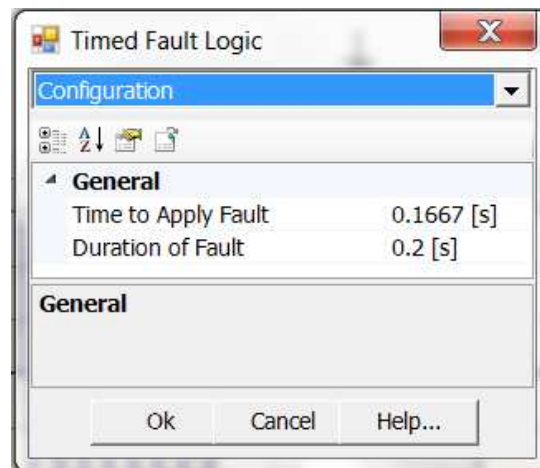 Timed Fault Logic
X
Configuration
General
Time to Apply Fault 0.1667 [s]
Duration of Fault 0.2 [s]
General
Ok Cancel Help...